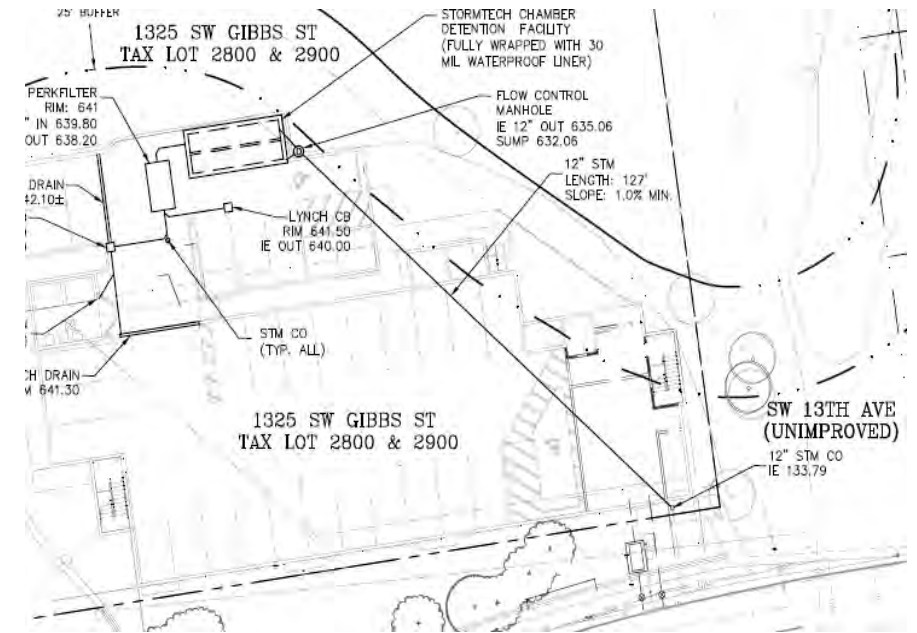 25' BUFFER
1325 SW GIBBS ST
TAX LOT 2800 & 2900
STORMTECH CHAMBER
DETENTION FACILITY
(FULLY WRAPPED WITH 30
MIL WATERPROOF LINER)
PERKFILTER
RIM: 641
" IN 639.80
OUT 638.20
FLOW CONTROL
MANHOLE
IE 12" OUT 635.06
SUMP 632.06
12" STM
LENGTH: 127'
SLOPE: 1.0% MIN.
DRAIN
42.10±
LYNCH CB
RIM 641.50
IE OUT 640.00
STM CO
(TYP. ALL)
CH DRAIN
M 641.30
1325 SW GIBBS ST
TAX LOT 2800 & 2900
SW 13TH AVE
(UNIMPROVED)
12" STM CO
IE 133.79